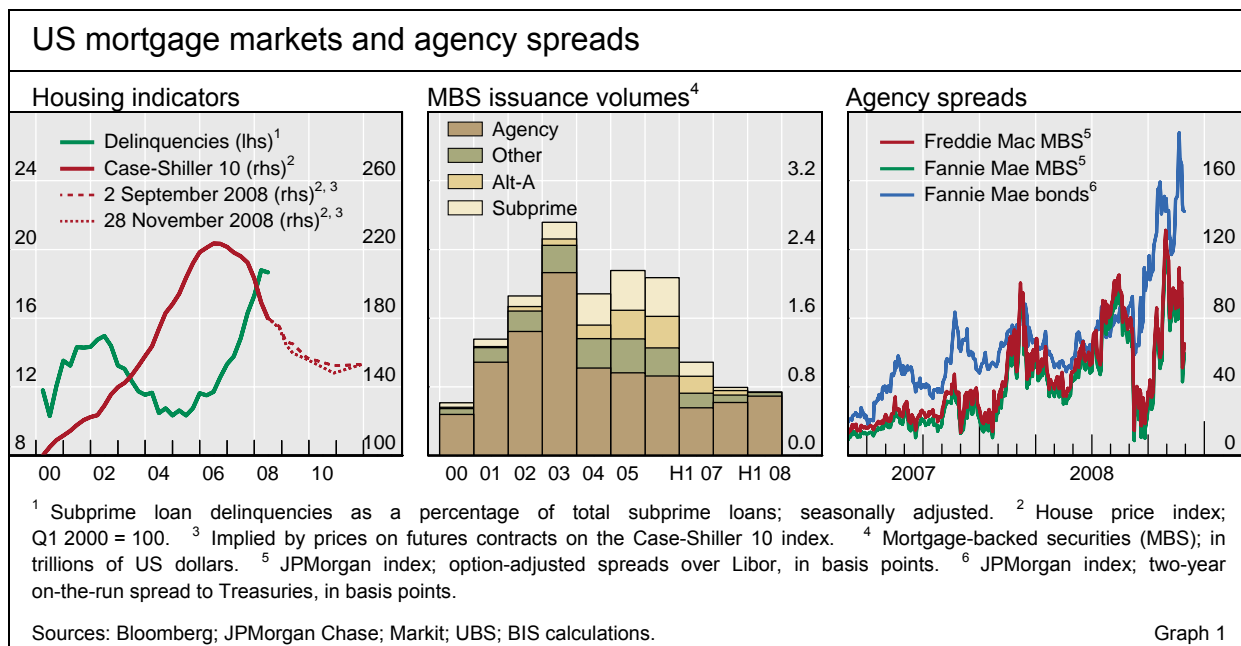 US mortgage markets and agency spreads
Housing indicators
Delinquencies (lhs)1
Case-Shiller 10 (rhs)2
2 September 2008 (rhs)2, 3
28 November 2008 (rhs)2, 3
24
20
16
12
8
260
220
180
140
100
00 02 04 06 08 10
MBS issuance volumes4
Agency
Other
Alt-A
Subprime
3.2
2.4
1.6
0.8
0.0
00 01 02 03 04 05 H1 07 H1 08
Agency spreads
Freddie Mac MBS5
Fannie Mae MBS5
Fannie Mae bonds6
160
120
80
40
0
2007 2008
1 Subprime loan delinquencies as a percentage of total subprime loans; seasonally adjusted. 2 House price index;
Q1 2000 = 100. 3 Implied by prices on futures contracts on the Case-Shiller 10 index. 4 Mortgage-backed securities (MBS); in
trillions of US dollars. 5 JPMorgan index; option-adjusted spreads over Libor, in basis points. 6 JPMorgan index; two-year
on-the-run spread to Treasuries, in basis points.
Sources: Bloomberg; JPMorgan Chase; Markit; UBS; BIS calculations. Graph 1